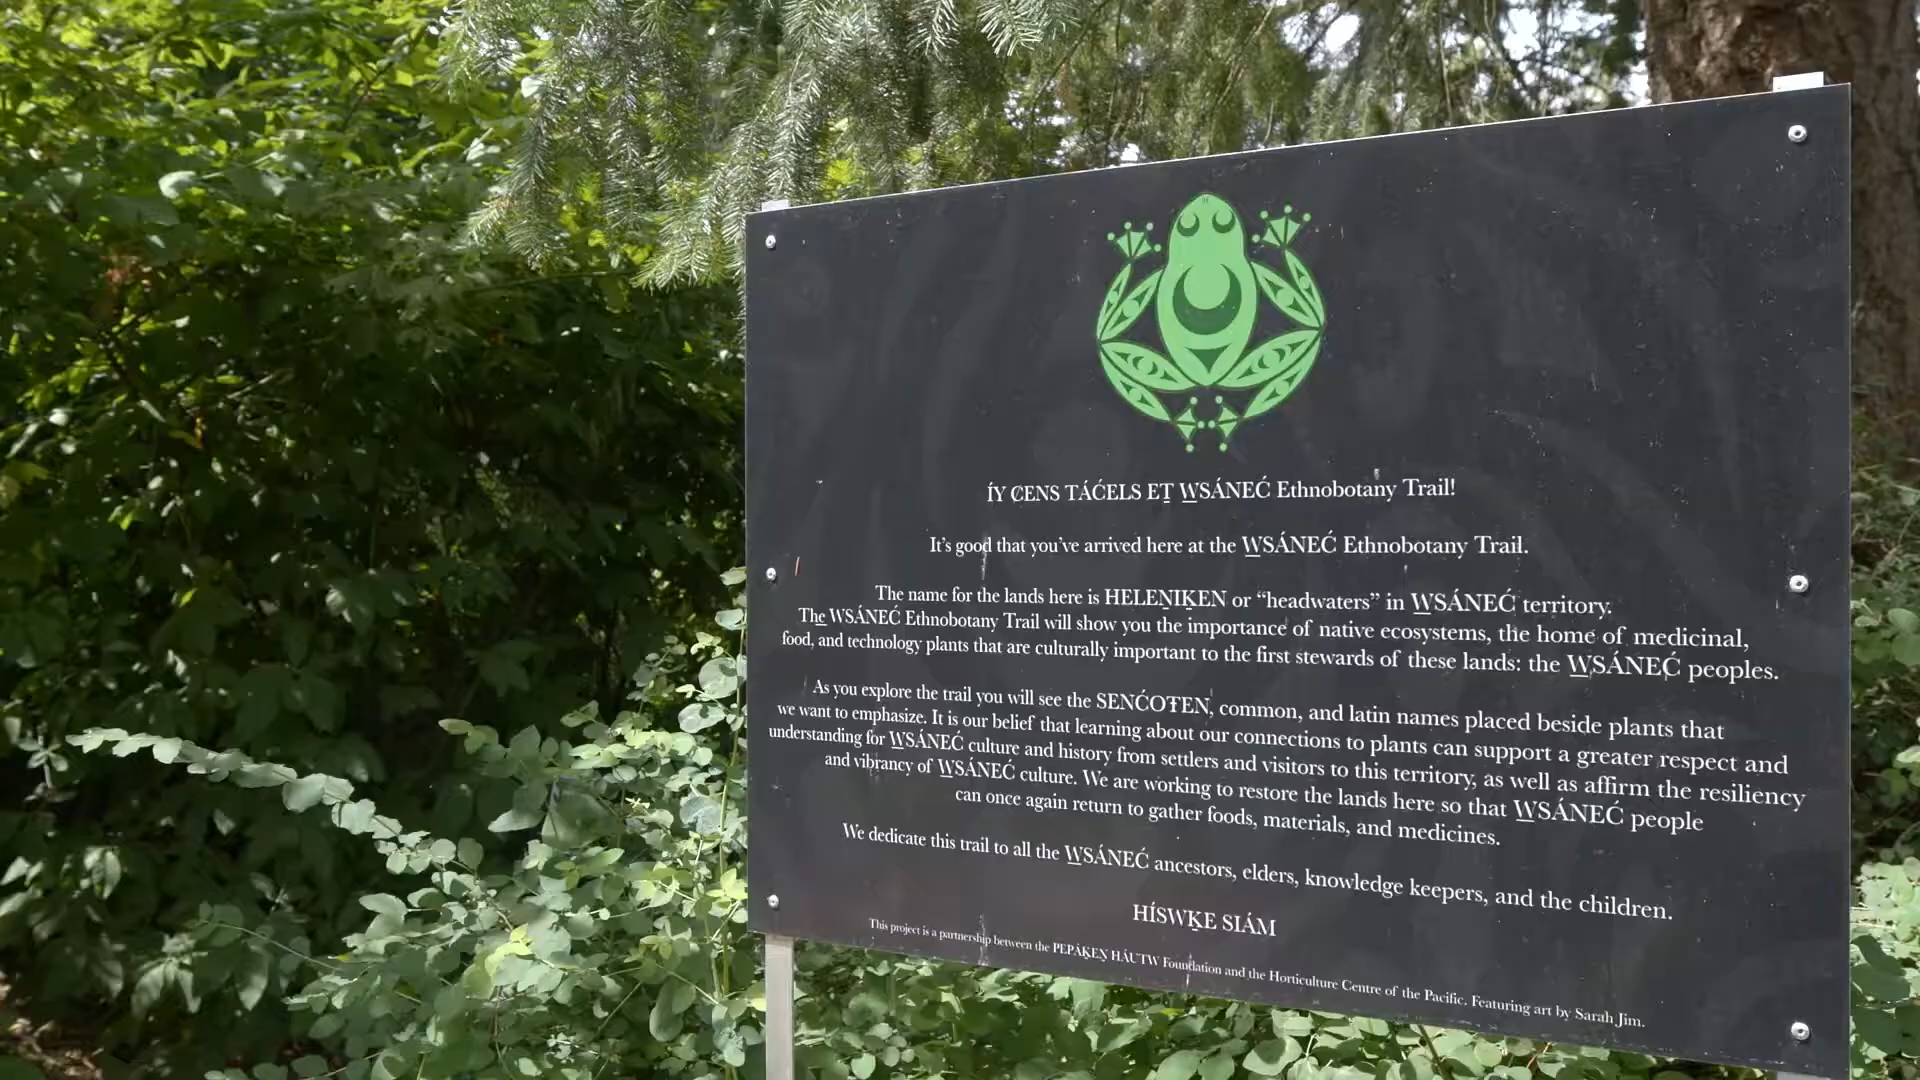 ÍY ȻENS TÁĆELS EṮ W̱SÁNEĆ Ethnobotany Trail!
It's good that you've arrived here at the W̱SÁNEĆ Ethnobotany Trail.
The name for the lands here is HELEṈIḴEN or “headwaters” in W̱SÁNEĆ territory.
The WSÁNEĆ Ethnobotany Trail will show you the importance of native ecosystems, the home of medicinal,
food, and technology plants that are culturally important to the first stewards of these lands: the W̱SÁNEĆ peoples.
As you explore the trail you will see the SENĆOŦEN, common, and latin names placed beside plants that
we want to emphasize. It is our belief that learning about our connections to plants can support a greater respect and
understanding for W̱SÁNEĆ culture and history from settlers and visitors to this territory, as well as affirm the resiliency
and vibrancy of W̱SÁNEĆ culture. We are working to restore the lands here so that W̱SÁNEĆ people
can once again return to gather foods, materials, and medicines.
We dedicate this trail to all the W̱SÁNEĆ ancestors, elders, knowledge keepers, and the children.
HÍSWḴE SIÁM
This project is a partnership between the PEPÁḴEṈ HÁUTW̱ Foundation and the Horticulture Centre of the Pacific. Featuring art by Sarah Jim.